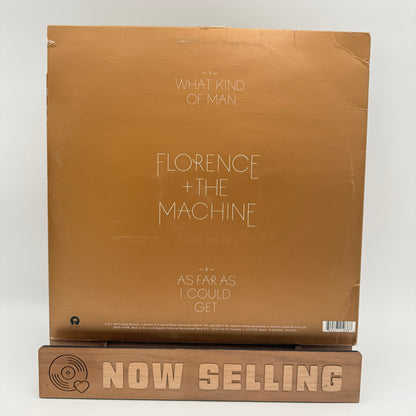 – 1 –
WHAT KIND
OF MAN
FLORENCE
+ THE
MACHINE
– 2 –
AS FAR AS
I COULD
GET
NOW SELLING